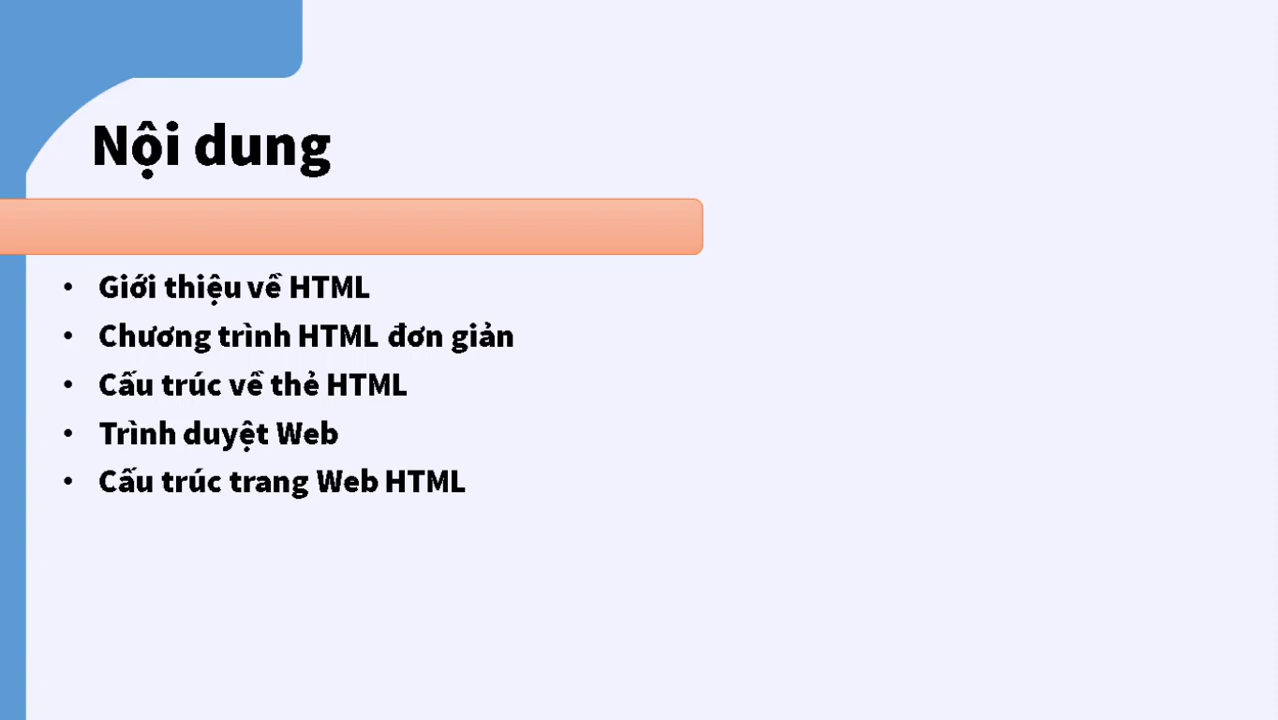 Nội dung
• Giới thiệu về HTML
• Chương trình HTML đơn giản
• Cấu trúc về thẻ HTML
• Trình duyệt Web
• Cấu trúc trang Web HTML